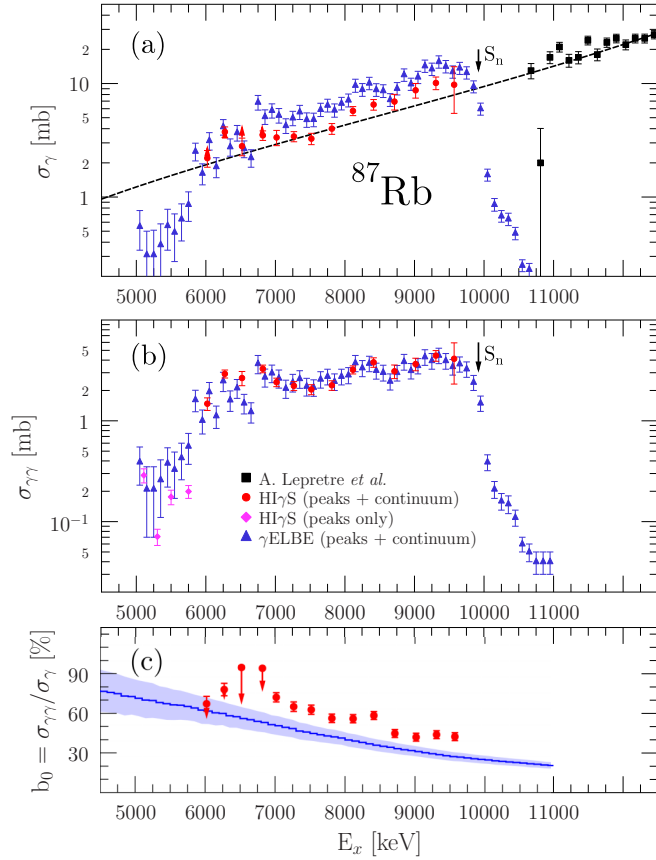 (a)
S_n
σ_γ [mb]
2
10
5
2
1
5
2
^87Rb
5000 6000 7000 8000 9000 10000 11000
(b)
S_n
σ_γγ [mb]
5
2
1
5
2
10^−1
5
A. Lepretre et al.
HIγS (peaks + continuum)
HIγS (peaks only)
γELBE (peaks + continuum)
5000 6000 7000 8000 9000 10000 11000
(c)
b_0 = σ_γγ/σ_γ [%]
90
60
30
5000 6000 7000 8000 9000 10000 11000
E_x [keV]